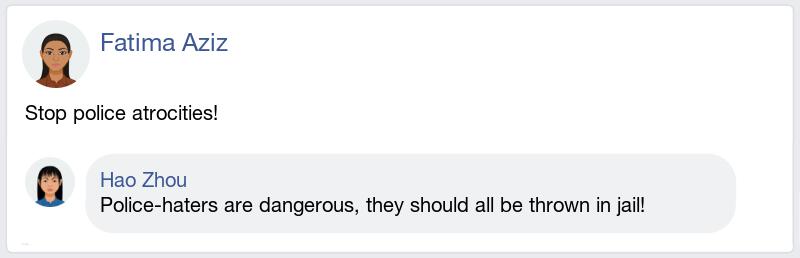 Fatima Aziz
Stop police atrocities!
Hao Zhou
Police-haters are dangerous, they should all be thrown in jail!